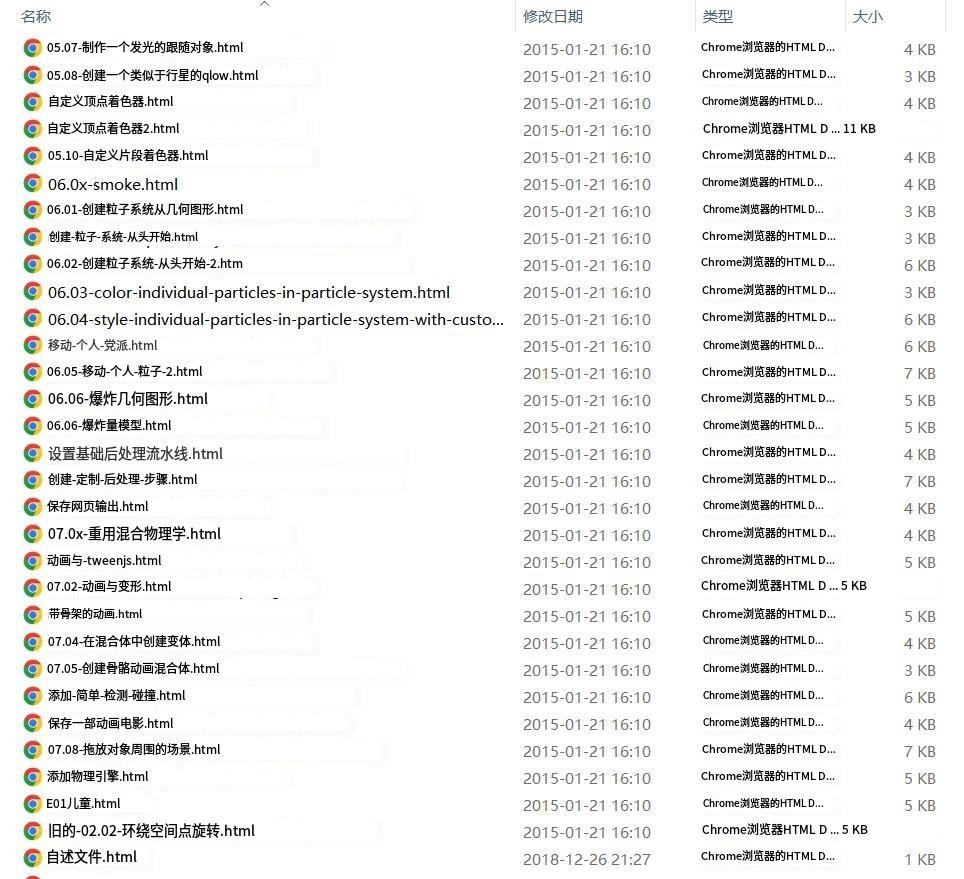 名称 修改日期 类型 大小
05.07-制作一个发光的跟随对象.html 2015-01-21 16:10 Chrome浏览器的HTML D... 4 KB
05.08-创建一个类似于行星的qlow.html 2015-01-21 16:10 Chrome浏览器的HTML D... 3 KB
自定义顶点着色器.html 2015-01-21 16:10 Chrome浏览器的HTML D... 4 KB
自定义顶点着色器2.html 2015-01-21 16:10 Chrome浏览器HTML D ... 11 KB
05.10-自定义片段着色器.html 2015-01-21 16:10 Chrome浏览器的HTML D... 4 KB
06.0x-smoke.html 2015-01-21 16:10 Chrome浏览器的HTML D... 4 KB
06.01-创建粒子系统从几何图形.html 2015-01-21 16:10 Chrome浏览器的HTML D... 3 KB
创建-粒子-系统-从头开始.html 2015-01-21 16:10 Chrome浏览器的HTML D... 3 KB
06.02-创建粒子系统-从头开始-2.htm 2015-01-21 16:10 Chrome浏览器的HTML D... 6 KB
06.03-color-individual-particles-in-particle-system.html 2015-01-21 16:10 Chrome浏览器的HTML D... 3 KB
06.04-style-individual-particles-in-particle-system-with-custo... 2015-01-21 16:10 Chrome浏览器的HTML D... 6 KB
移动-个人-党派.html 2015-01-21 16:10 Chrome浏览器的HTML D... 6 KB
06.05-移动-个人-粒子-2.html 2015-01-21 16:10 Chrome浏览器的HTML D... 7 KB
06.06-爆炸几何图形.html 2015-01-21 16:10 Chrome浏览器的HTML D... 5 KB
06.06-爆炸量模型.html 2015-01-21 16:10 Chrome浏览器的HTML D... 5 KB
设置基础后处理流水线.html 2015-01-21 16:10 Chrome浏览器的HTML D... 4 KB
创建-定制-后处理-步骤.html 2015-01-21 16:10 Chrome浏览器的HTML D... 7 KB
保存网页输出.html 2015-01-21 16:10 Chrome浏览器的HTML D... 4 KB
07.0x-重用混合物理学.html 2015-01-21 16:10 Chrome浏览器的HTML D... 4 KB
动画与-tweenjs.html 2015-01-21 16:10 Chrome浏览器的HTML D... 5 KB
07.02-动画与变形.html 2015-01-21 16:10 Chrome浏览器HTML D ... 5 KB
带骨架的动画.html 2015-01-21 16:10 Chrome浏览器的HTML D... 5 KB
07.04-在混合体中创建变体.html 2015-01-21 16:10 Chrome浏览器的HTML D... 4 KB
07.05-创建骨骼动画混合体.html 2015-01-21 16:10 Chrome浏览器的HTML D... 3 KB
添加-简单-检测-碰撞.html 2015-01-21 16:10 Chrome浏览器的HTML D... 6 KB
保存一部动画电影.html 2015-01-21 16:10 Chrome浏览器的HTML D... 4 KB
07.08-拖放对象周围的场景.html 2015-01-21 16:10 Chrome浏览器的HTML D... 7 KB
添加物理引擎.html 2015-01-21 16:10 Chrome浏览器的HTML D... 5 KB
E01儿童.html 2015-01-21 16:10 Chrome浏览器的HTML D... 5 KB
旧的-02.02-环绕空间点旋转.html 2015-01-21 16:10 Chrome浏览器HTML D ... 5 KB
自述文件.html 2018-12-26 21:27 Chrome浏览器的HTML D... 1 KB